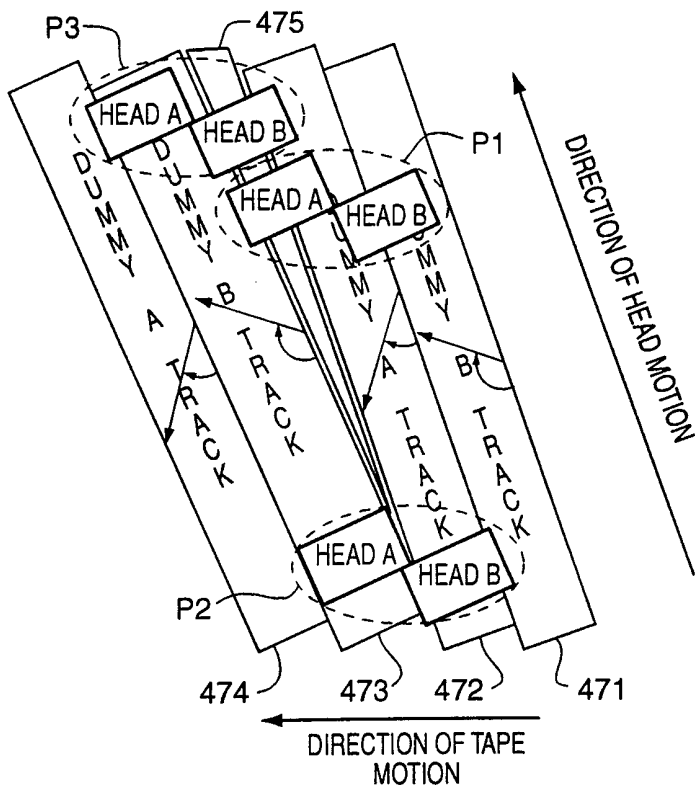 P3
475
HEAD A
HEAD B
P1
HEAD A
HEAD B
DUMMY A TRACK
DUMMY B TRACK
DUMMY A TRACK
UMMY B TRACK
DIRECTION OF HEAD MOTION
HEAD A
HEAD B
P2
474
473
472
471
DIRECTION OF TAPE
MOTION